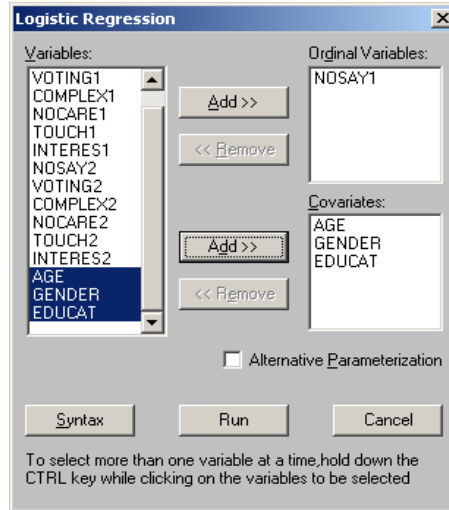 Logistic Regression
Variables:
VOTING1
COMPLEX1
NOCARE1
TOUCH1
INTERES1
NOSAY2
VOTING2
COMPLEX2
NOCARE2
TOUCH2
INTERES2
AGE
GENDER
EDUCAT
Add >>
<< Remove
Add >>
<< Remove
Ordinal Variables:
NOSAY1
Covariates:
AGE
GENDER
EDUCAT
Alternative Parameterization
Syntax
Run
Cancel
To select more than one variable at a time,hold down the
CTRL key while clicking on the variables to be selected